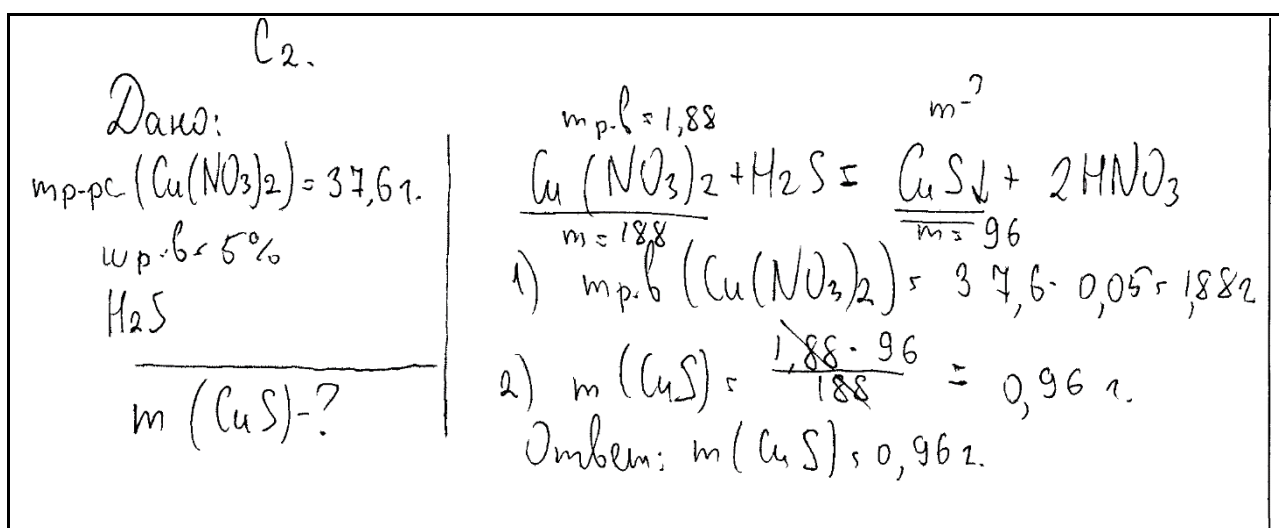 C2.
Дано:
mр-ра (Cu(NO3)2) = 37,6 г.
wр.в = 5%
H2S
m (CuS) - ?
mр.в = 1,88
m - ?
Cu(NO3)2 + H2S = CuS↓ + 2HNO3
m = 188
m = 96
1) mр.в (Cu(NO3)2) = 37,6 · 0,05 = 1,88 г
2) m (CuS) = 1,88 · 96 / 188 = 0,96 г.
Ответ: m (CuS) = 0,96 г.